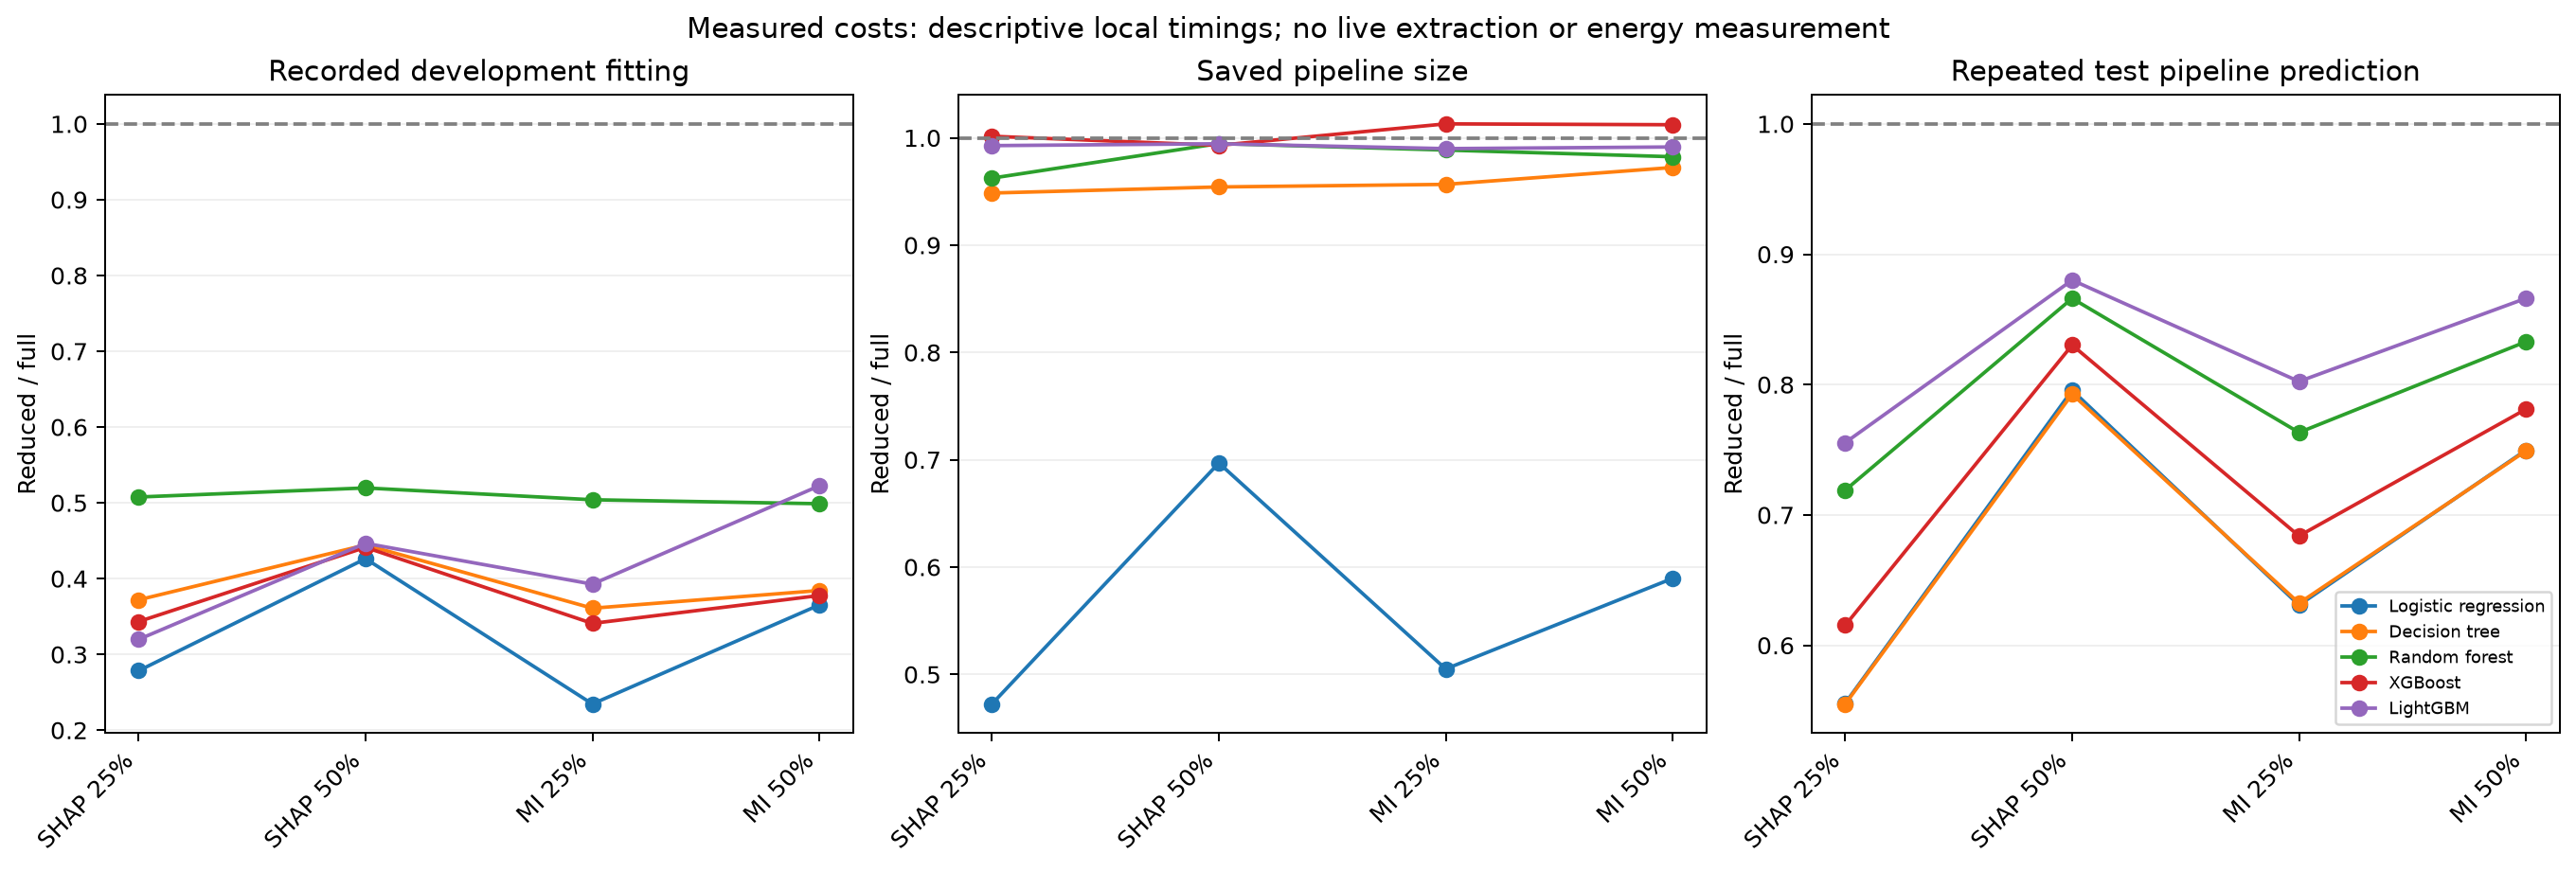 Measured costs: descriptive local timings; no live extraction or energy measurement
Recorded development fitting
Reduced / full
1.0
0.9
0.8
0.7
0.6
0.5
0.4
0.3
0.2
SHAP 25%
SHAP 50%
MI 25%
MI 50%
Saved pipeline size
Reduced / full
1.0
0.9
0.8
0.7
0.6
0.5
SHAP 25%
SHAP 50%
MI 25%
MI 50%
Repeated test pipeline prediction
Reduced / full
1.0
0.9
0.8
0.7
0.6
Logistic regression
Decision tree
Random forest
XGBoost
LightGBM
SHAP 25%
SHAP 50%
MI 25%
MI 50%